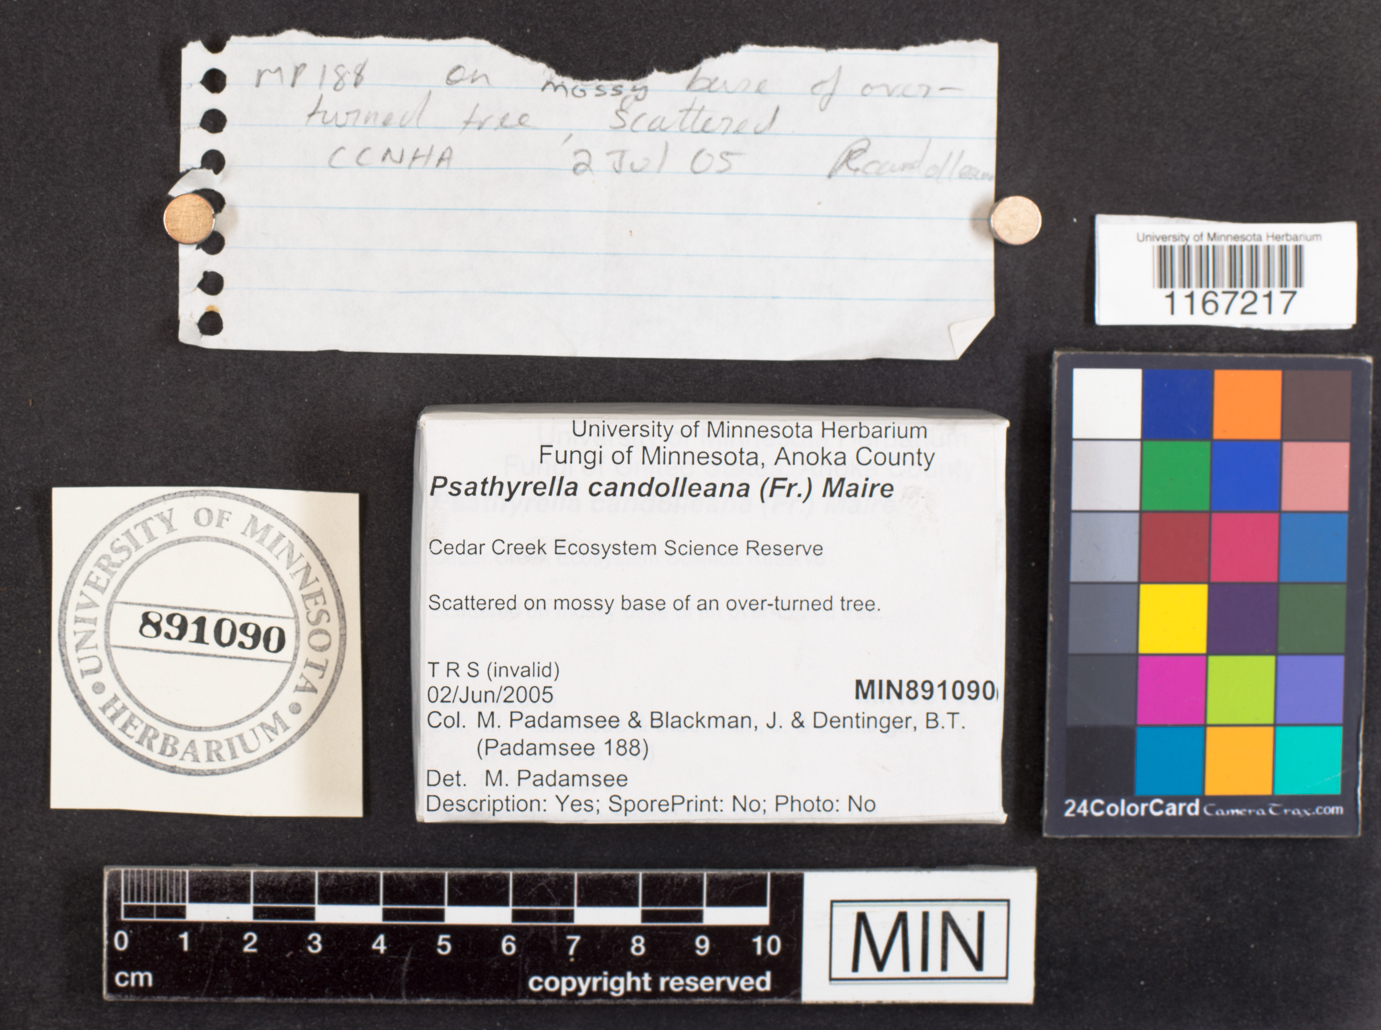 MP188 on mossy base of over-
turned tree, Scattered
CCNHA 2 Jul 05 P.candolleana
University of Minnesota Herbarium
1167217
University of Minnesota Herbarium
Fungi of Minnesota, Anoka County
Psathyrella candolleana (Fr.) Maire
Cedar Creek Ecosystem Science Reserve
Scattered on mossy base of an over-turned tree.
T R S (invalid)
02/Jun/2005
MIN891090
Col. M. Padamsee & Blackman, J. & Dentinger, B.T.
(Padamsee 188)
Det. M. Padamsee
Description: Yes; SporePrint: No; Photo: No
UNIVERSITY OF MINNESOTA
891090
• HERBARIUM •
24ColorCard CameraTrax.com
0 1 2 3 4 5 6 7 8 9 10
cm
copyright reserved
MIN